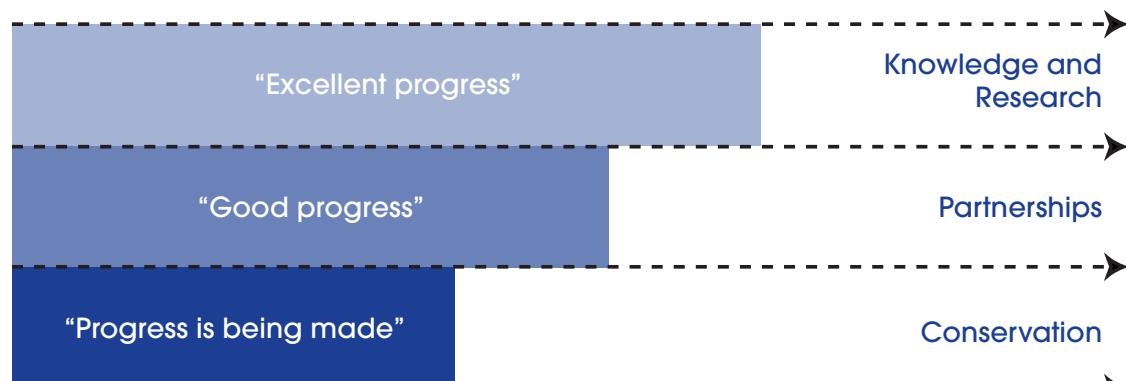 “Excellent progress”
Knowledge and
Research
“Good progress”
Partnerships
“Progress is being made”
Conservation